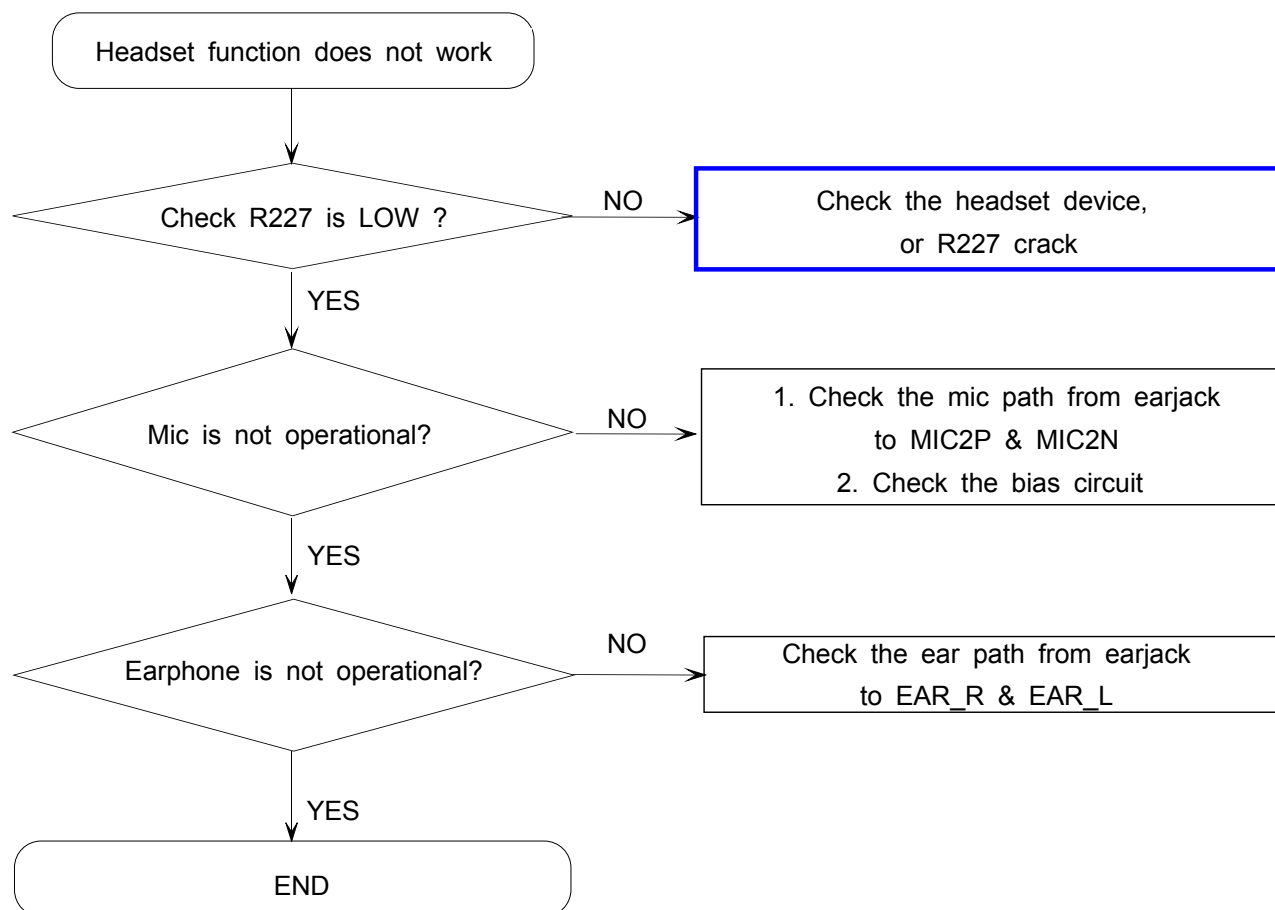 Headset function does not work
Check R227 is LOW ?
NO
Check the headset device,
or R227 crack
YES
Mic is not operational?
NO
1. Check the mic path from earjack
to MIC2P & MIC2N
2. Check the bias circuit
YES
Earphone is not operational?
NO
Check the ear path from earjack
to EAR_R & EAR_L
YES
END